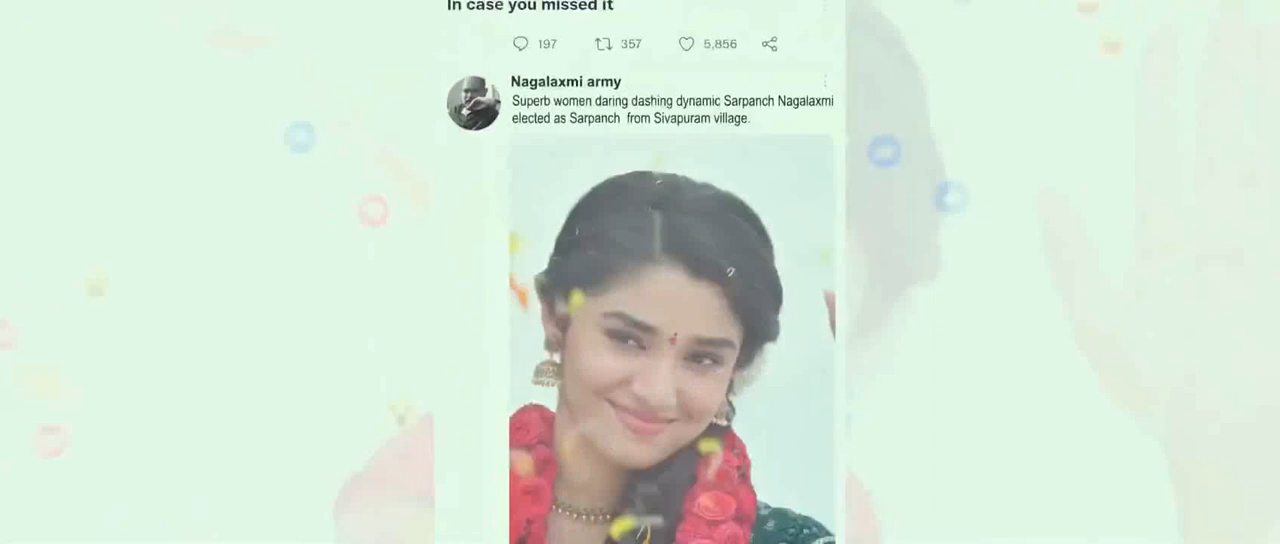 In case you missed it
197 357 5,856
Nagalaxmi army
Superb women daring dashing dynamic Sarpanch Nagalaxmi
elected as Sarpanch from Sivapuram village.